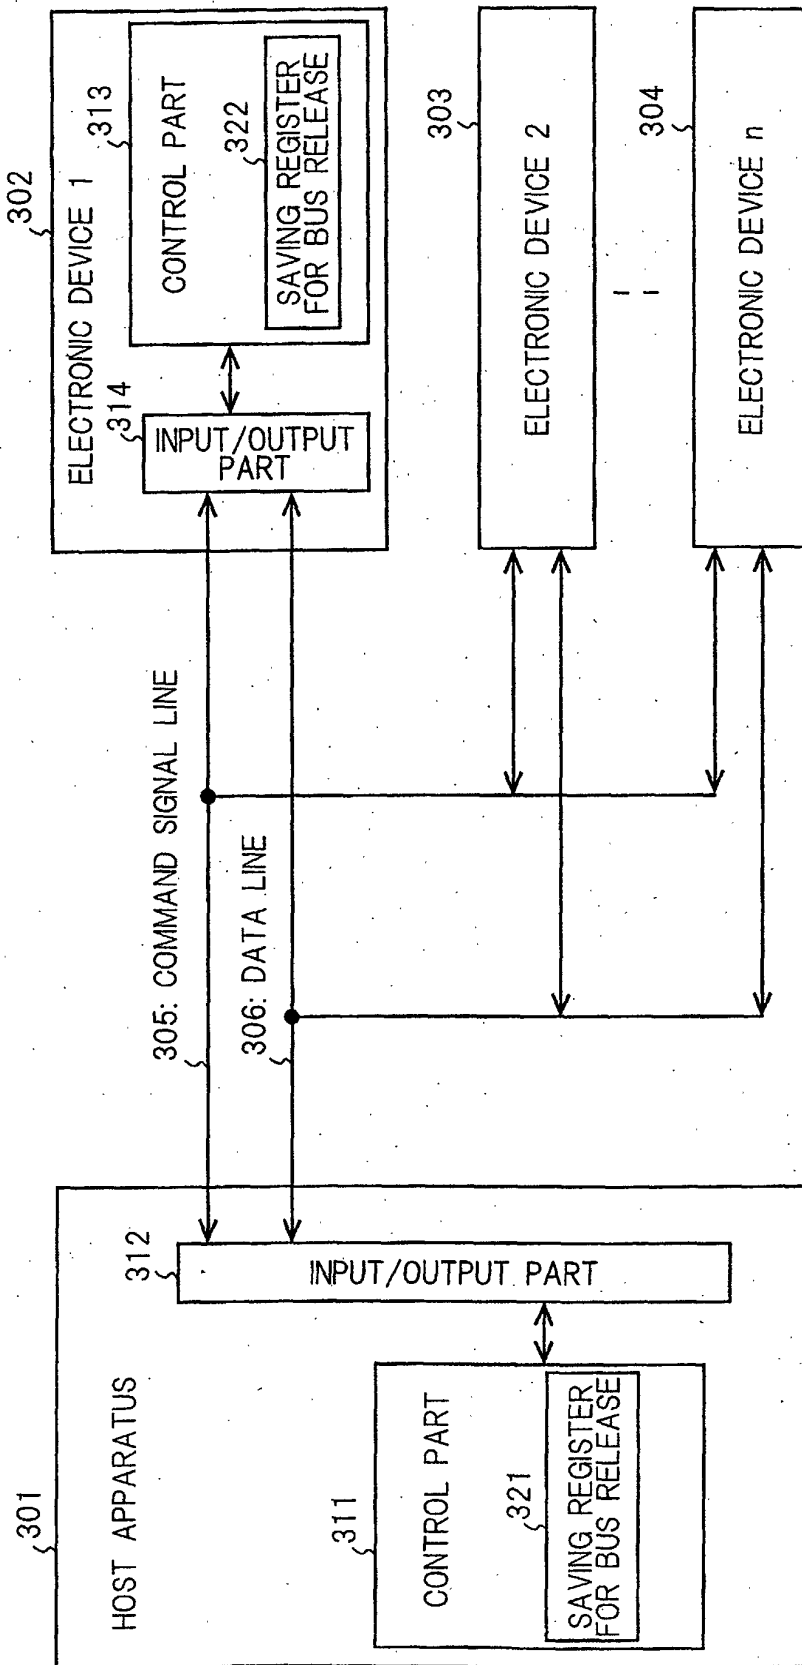 301
HOST APPARATUS
311
CONTROL PART
321
SAVING REGISTER
FOR BUS RELEASE
312
INPUT/OUTPUT PART
305: COMMAND SIGNAL LINE
306: DATA LINE
302
ELECTRONIC DEVICE 1
314
INPUT/OUTPUT
PART
313
CONTROL PART
322
SAVING REGISTER
FOR BUS RELEASE
303
ELECTRONIC DEVICE 2
304
ELECTRONIC DEVICE n